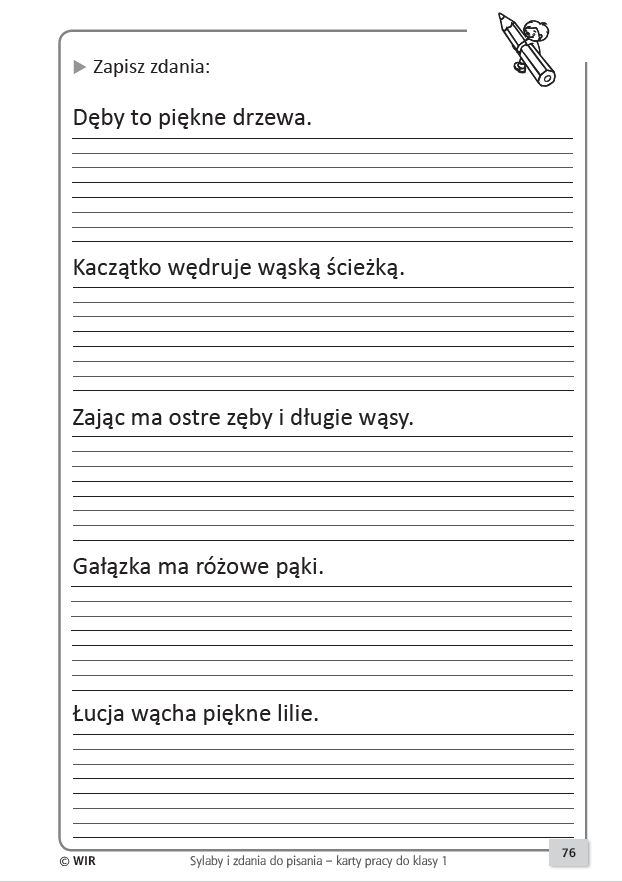 ▶ Zapisz zdania:
Dęby to piękne drzewa.
Kaczątko wędruje wąską ścieżką.
Zając ma ostre zęby i długie wąsy.
Gałązka ma różowe pąki.
Łucja wącha piękne lilie.
© WIR Sylaby i zdania do pisania – karty pracy do klasy 1 76